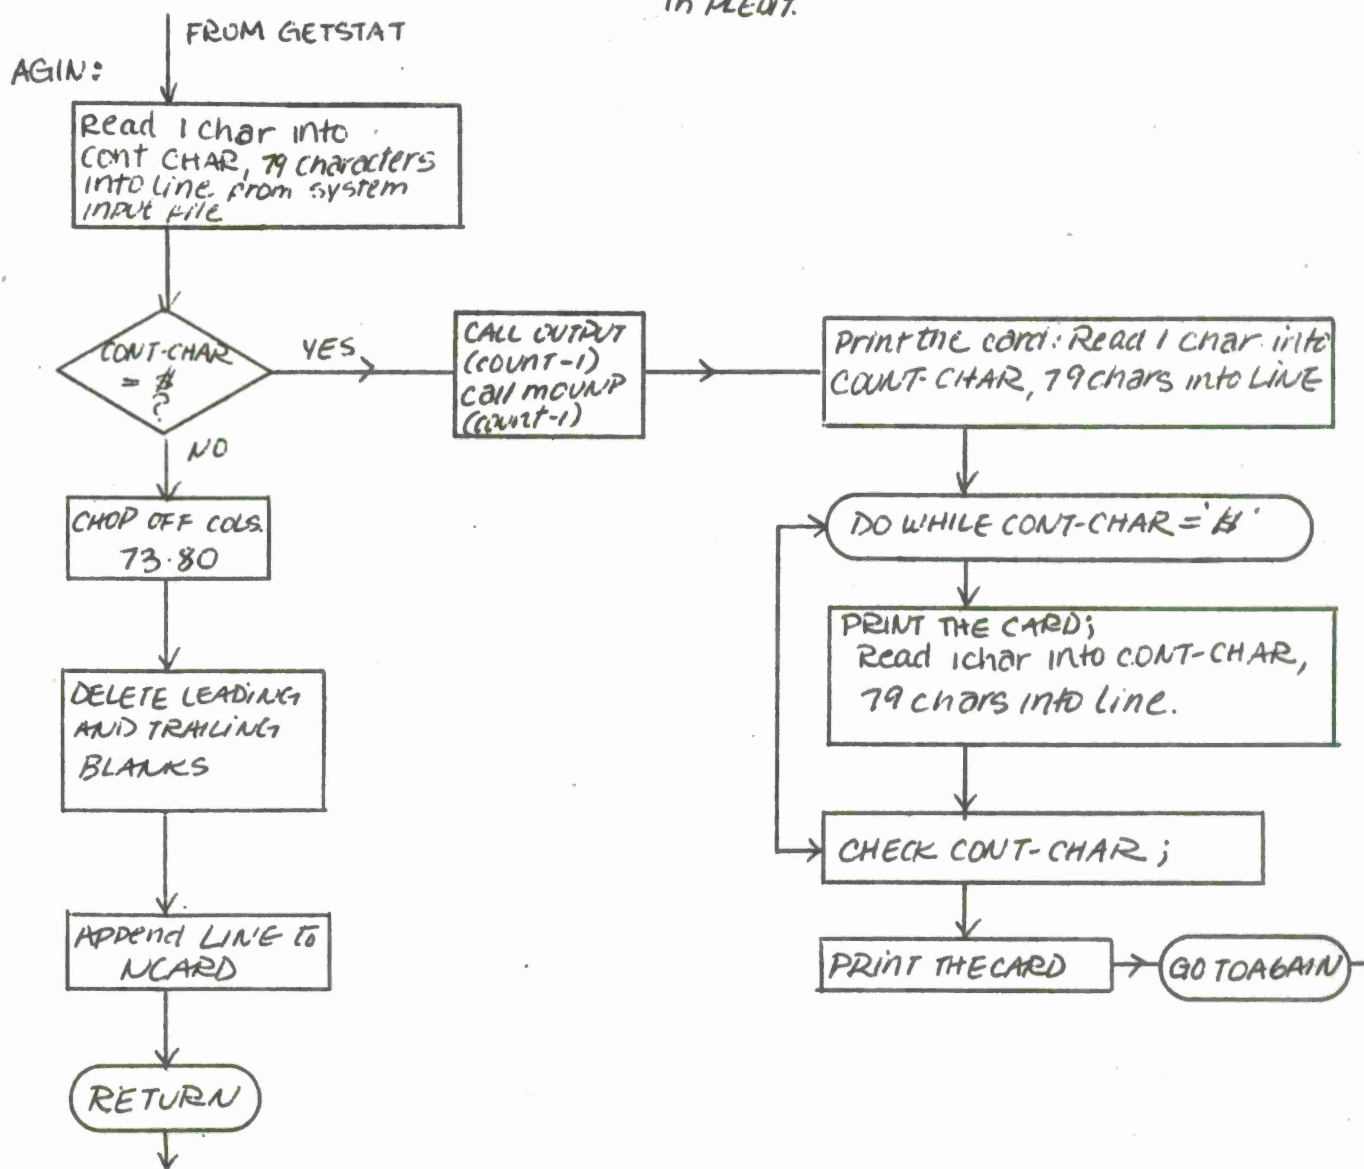 in PLEDIT.
FROM GETSTAT
AGIN:
Read 1 char into
CONT CHAR, 79 characters
into Line from system
input file
CONT-CHAR
= $
?
YES
NO
CALL OUTPUT
(COUNT-1)
Call MOUNP
(count-1)
Print the card: Read 1 char into
COUNT-CHAR, 79 chars into LINE
CHOP OFF COLS.
73-80
DO WHILE CONT-CHAR = '$'
DELETE LEADING
AND TRAILING
BLANKS
PRINT THE CARD;
Read 1char into CONT-CHAR,
79 chars into line.
CHECK CONT-CHAR ;
Append LINE to
NCARD
PRINT THE CARD
GO TO AGAIN
RETURN